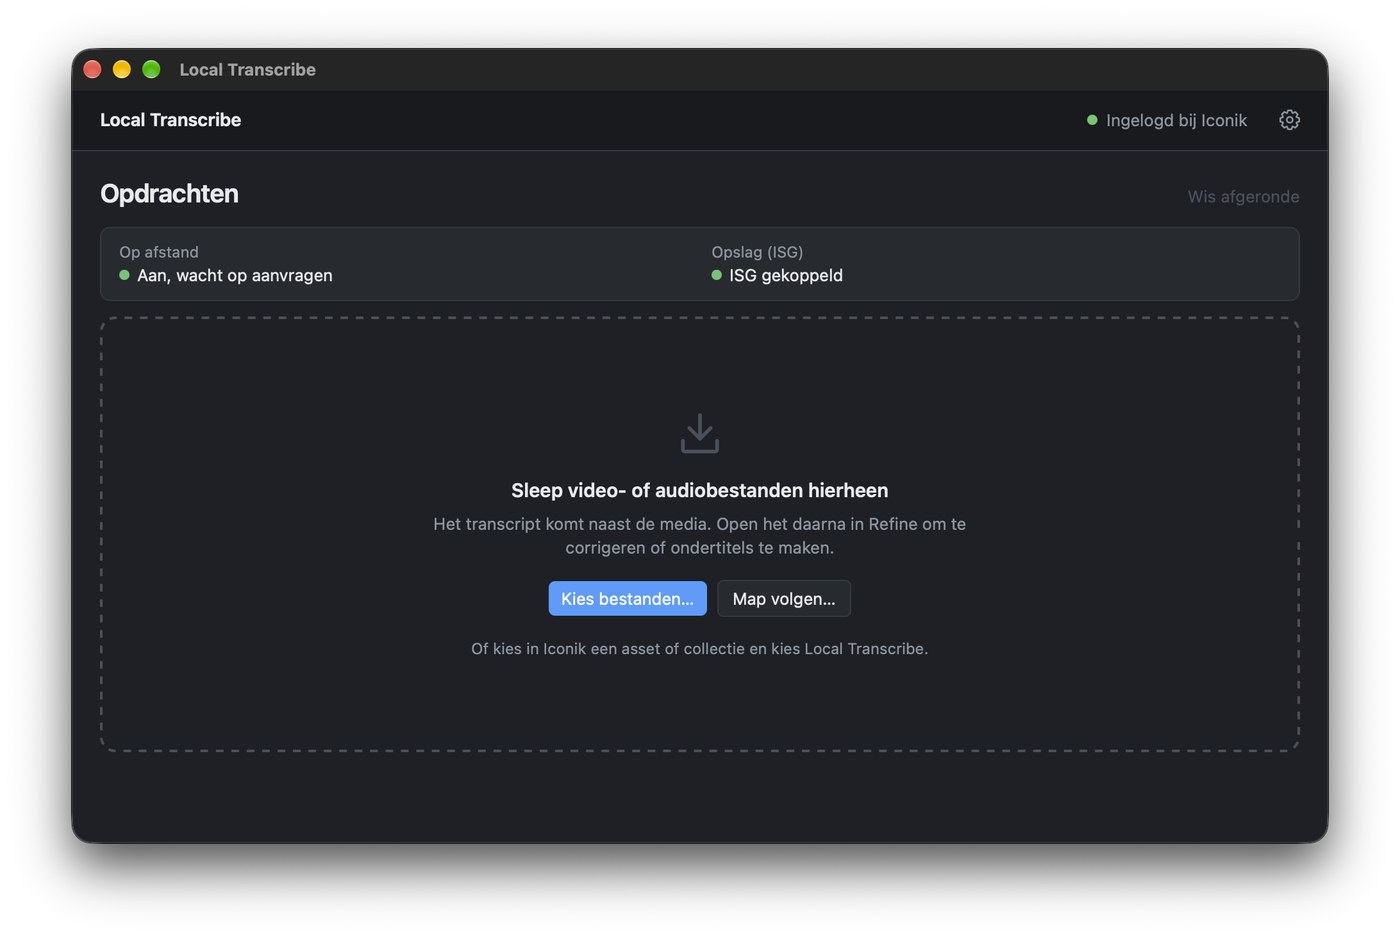 Local Transcribe
Local Transcribe
Ingelogd bij Iconik
Opdrachten
Wis afgeronde
Op afstand
Aan, wacht op aanvragen
Opslag (ISG)
ISG gekoppeld
Sleep video- of audiobestanden hierheen
Het transcript komt naast de media. Open het daarna in Refine om te
corrigeren of ondertitels te maken.
Kies bestanden...
Map volgen...
Of kies in Iconik een asset of collectie en kies Local Transcribe.